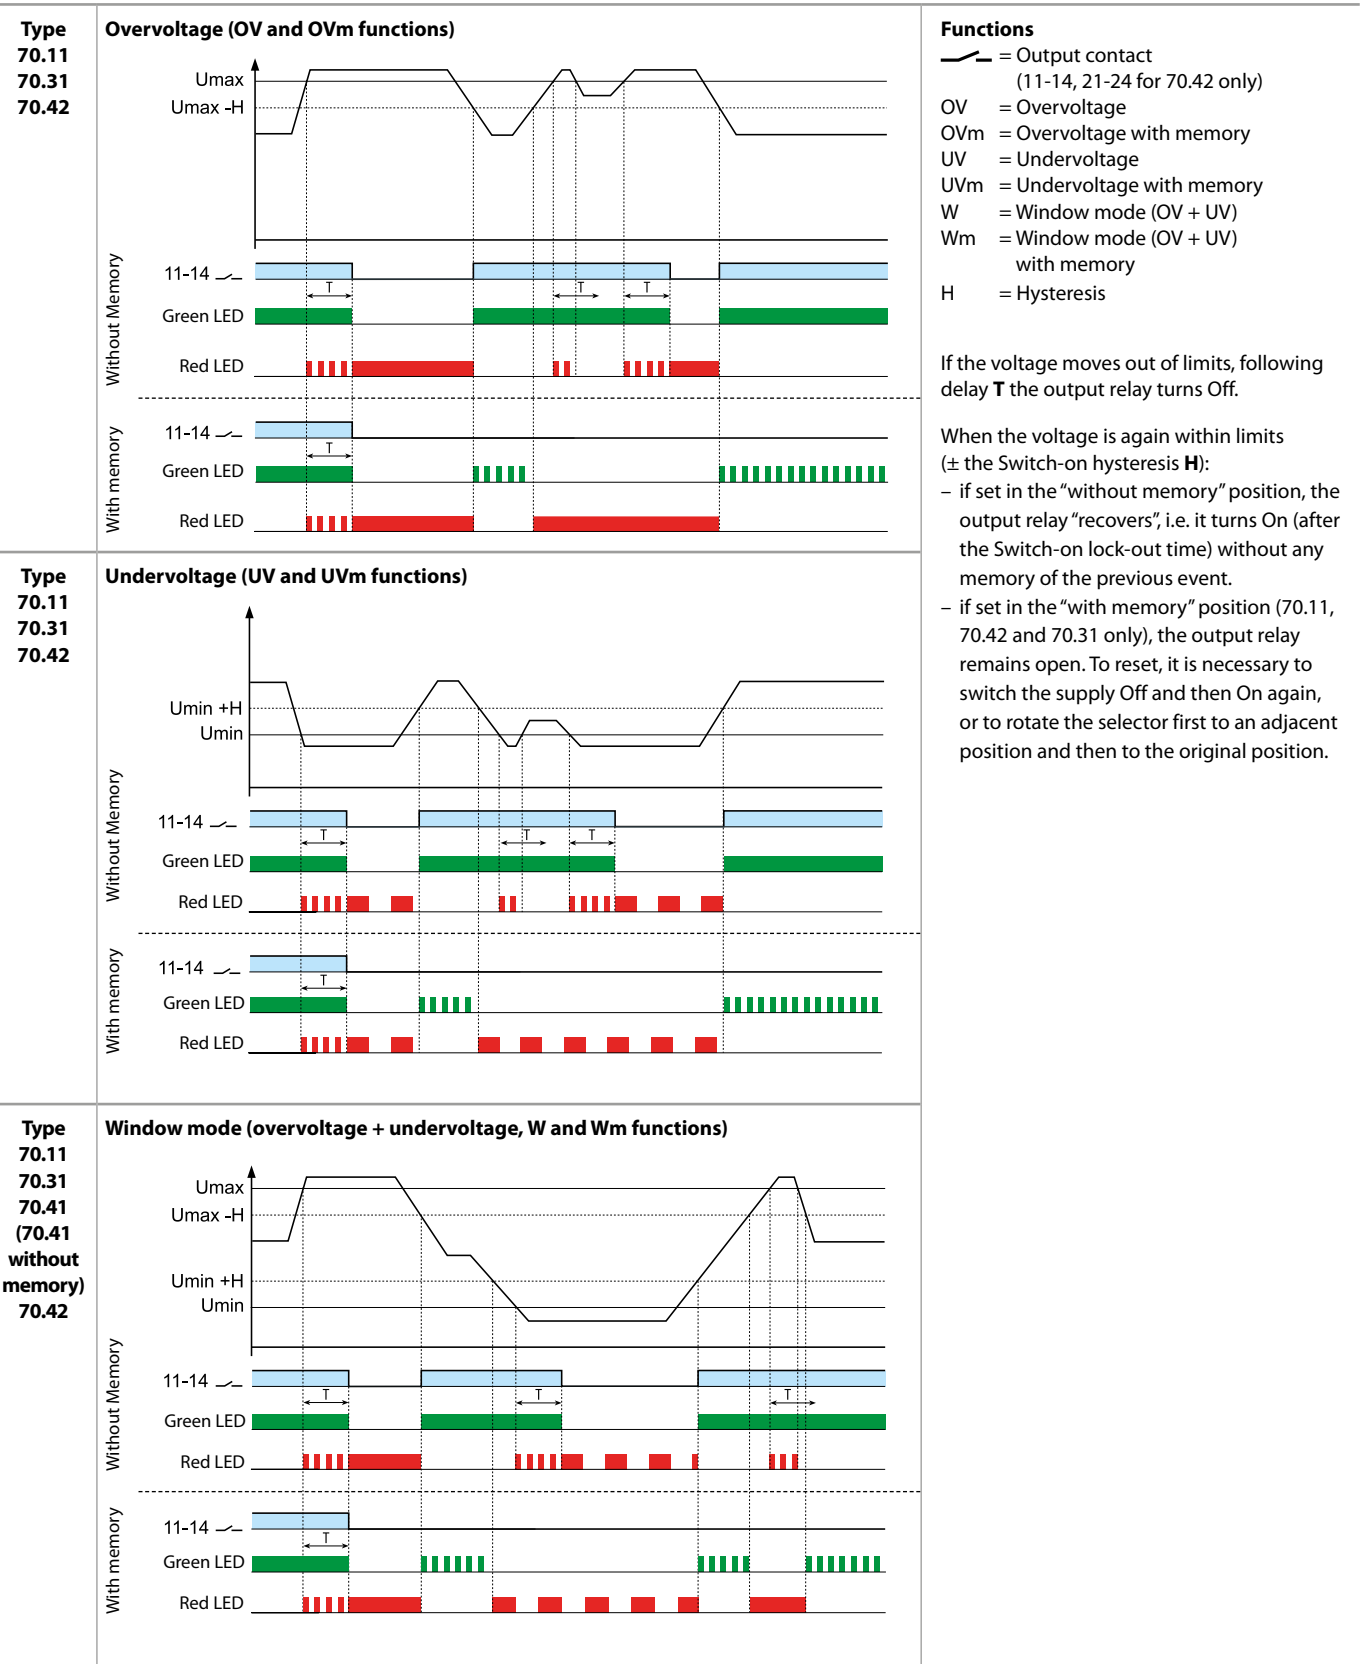 Type
70.11
70.31
70.42
Overvoltage (OV and OVm functions)
Umax
Umax -H
Without Memory
11-14
T
T
T
Green LED
Red LED
With memory
11-14
T
Green LED
Red LED
Type
70.11
70.31
70.42
Undervoltage (UV and UVm functions)
Umin +H
Umin
Without Memory
11-14
T
T
T
Green LED
Red LED
With memory
11-14
T
Green LED
Red LED
Type
70.11
70.31
70.41
(70.41
without
memory)
70.42
Window mode (overvoltage + undervoltage, W and Wm functions)
Umax
Umax -H
Umin +H
Umin
Without Memory
11-14
T
T
T
Green LED
Red LED
With memory
11-14
T
Green LED
Red LED
Functions
= Output contact
(11-14, 21-24 for 70.42 only)
OV = Overvoltage
OVm = Overvoltage with memory
UV = Undervoltage
UVm = Undervoltage with memory
W = Window mode (OV + UV)
Wm = Window mode (OV + UV)
with memory
H = Hysteresis
If the voltage moves out of limits, following
delay T the output relay turns Off.
When the voltage is again within limits
(± the Switch-on hysteresis H):
– if set in the “without memory” position, the
output relay “recovers”, i.e. it turns On (after
the Switch-on lock-out time) without any
memory of the previous event.
– if set in the “with memory” position (70.11,
70.42 and 70.31 only), the output relay
remains open. To reset, it is necessary to
switch the supply Off and then On again,
or to rotate the selector first to an adjacent
position and then to the original position.